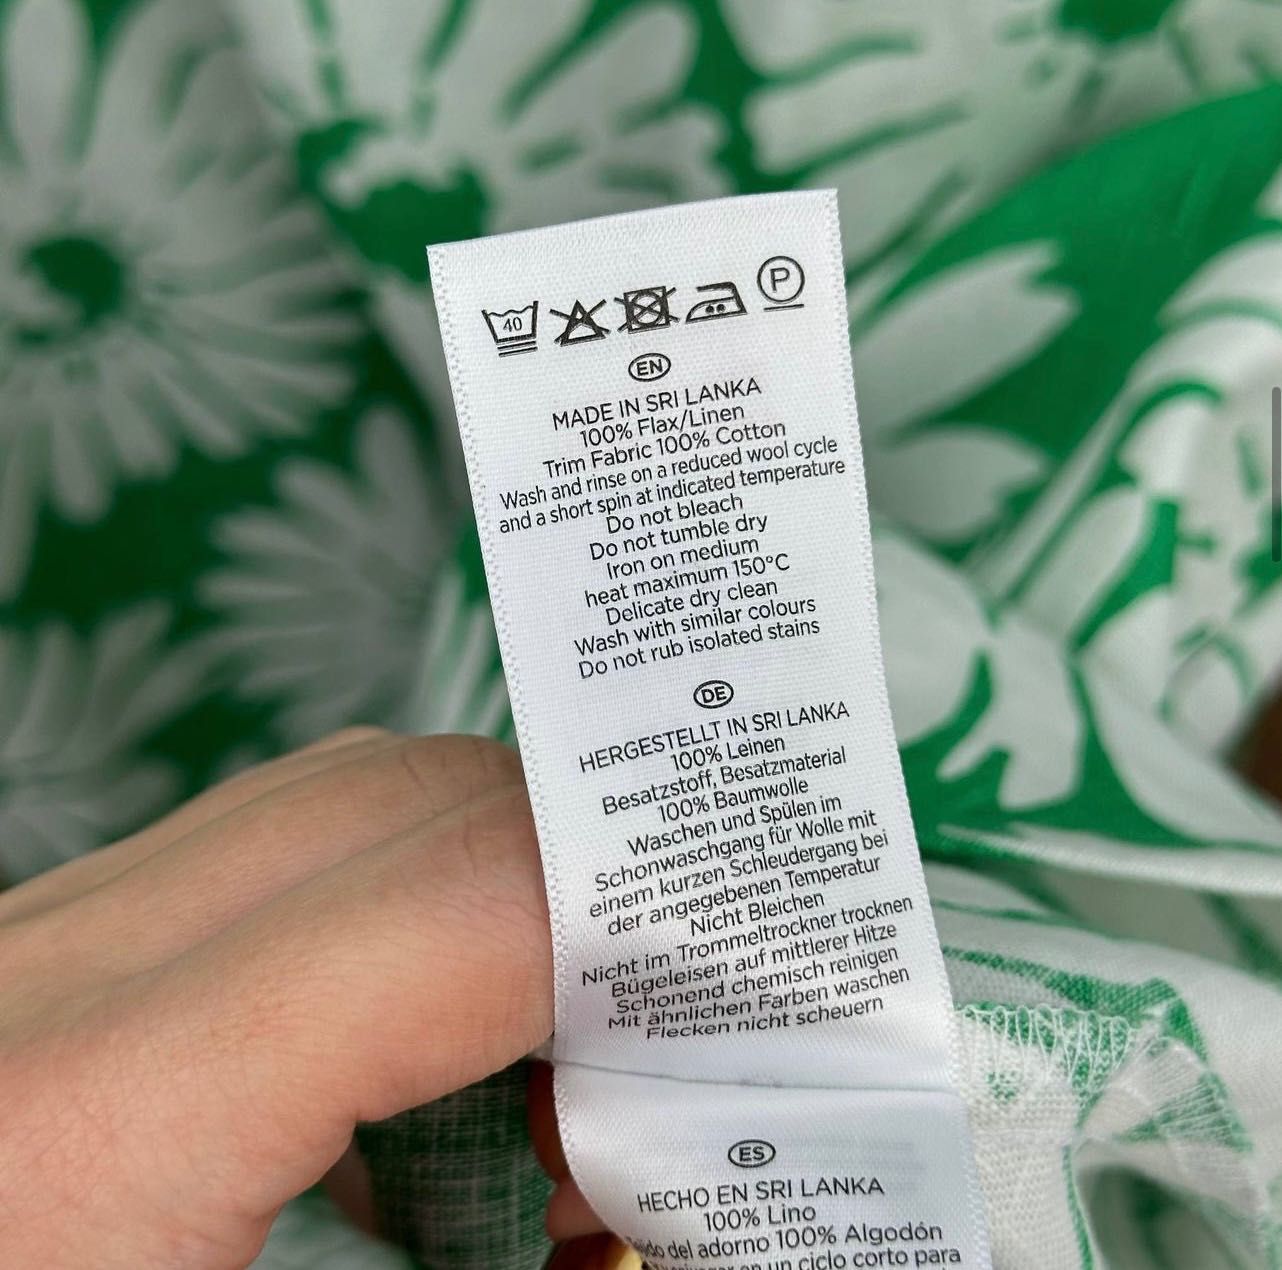 40
P
EN
MADE IN SRI LANKA
100% Flax/Linen
Trim Fabric 100% Cotton
Wash and rinse on a reduced wool cycle
and a short spin at indicated temperature
Do not bleach
Do not tumble dry
Iron on medium
heat maximum 150°C
Delicate dry clean
Wash with similar colours
Do not rub isolated stains
DE
HERGESTELLT IN SRI LANKA
100% Leinen
Besatzstoff, Besatzmaterial
100% Baumwolle
Waschen und Spülen im
Schonwaschgang für Wolle mit
einem kurzen Schleudergang bei
der angegebenen Temperatur
Nicht Bleichen
Nicht im Trommeltrockner trocknen
Bügeleisen auf mittlerer Hitze
Schonend chemisch reinigen
Mit ähnlichen Farben waschen
Flecken nicht scheuern
ES
HECHO EN SRI LANKA
100% Lino
del adorno 100% Algodón
en un ciclo corto para